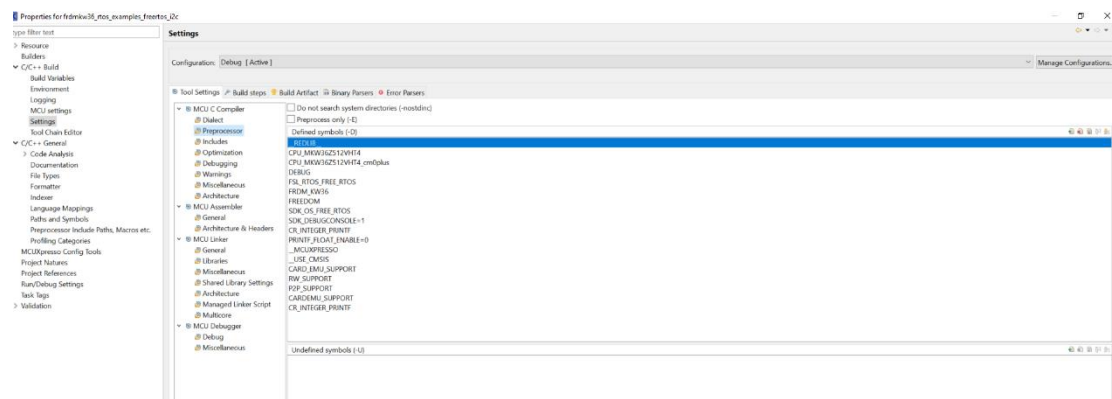 Properties for frdmkw36_rtos_examples_freertos_i2c
type filter text
Resource
Builders
C/C++ Build
Build Variables
Environment
Logging
MCU settings
Settings
Tool Chain Editor
C/C++ General
Code Analysis
Documentation
File Types
Formatter
Indexer
Language Mappings
Paths and Symbols
Preprocessor Include Paths, Macros etc.
Profiling Categories
MCUXpresso Config Tools
Project Natures
Project References
Run/Debug Settings
Task Tags
Validation
Settings
Configuration: Debug [ Active ]
Manage Configurations...
Tool Settings Build steps Build Artifact Binary Parsers Error Parsers
MCU C Compiler
Dialect
Preprocessor
Includes
Optimization
Debugging
Warnings
Miscellaneous
Architecture
MCU Assembler
General
Architecture & Headers
MCU Linker
General
Libraries
Miscellaneous
Shared Library Settings
Architecture
Managed Linker Script
Multicore
MCU Debugger
Debug
Miscellaneous
Do not search system directories (-nostdinc)
Preprocess only (-E)
Defined symbols (-D)
__REDLIB__
CPU_MKW36Z512VHT4
CPU_MKW36Z512VHT4_cm0plus
DEBUG
FSL_RTOS_FREE_RTOS
FRDM_KW36
FREEDOM
SDK_OS_FREE_RTOS
SDK_DEBUGCONSOLE=1
CR_INTEGER_PRINTF
PRINTF_FLOAT_ENABLE=0
__MCUXPRESSO
__USE_CMSIS
CARD_EMU_SUPPORT
RW_SUPPORT
P2P_SUPPORT
CARDEMU_SUPPORT
CR_INTEGER_PRINTF
Undefined symbols (-U)